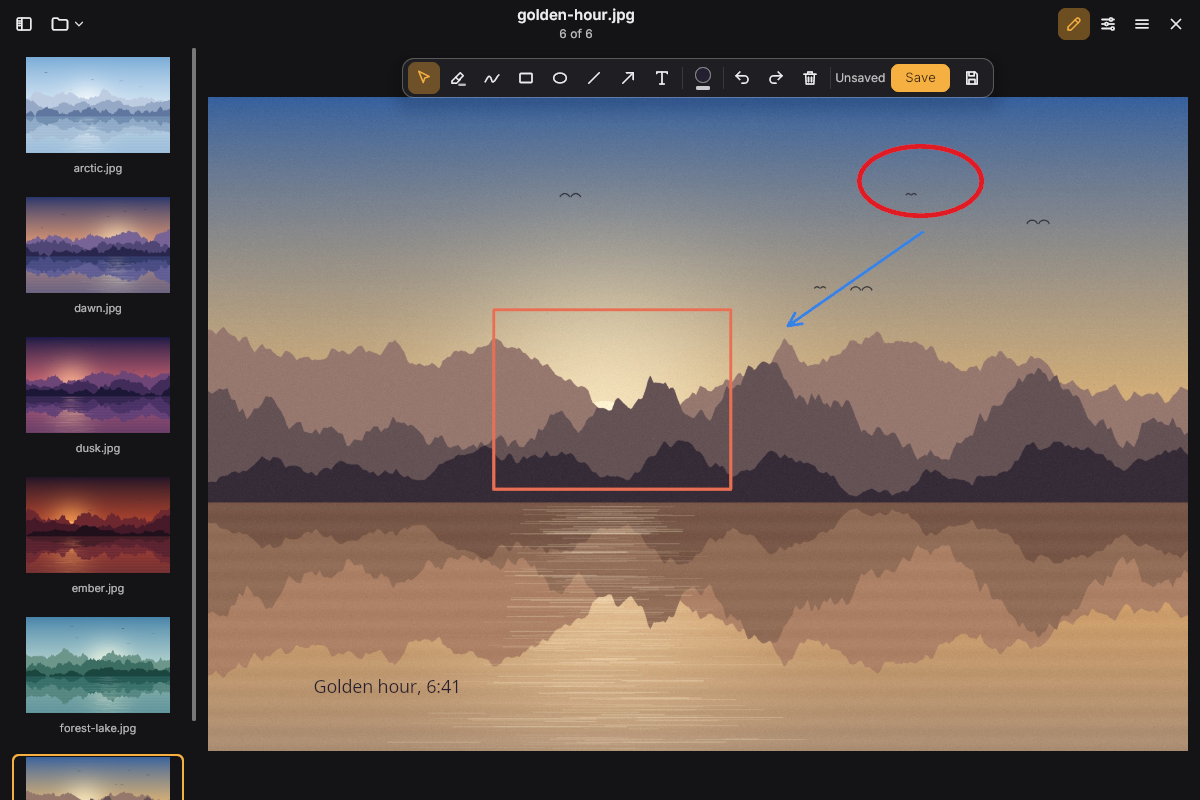 golden-hour.jpg
6 of 6
Unsaved
Save
arctic.jpg
dawn.jpg
dusk.jpg
ember.jpg
forest-lake.jpg
Golden hour, 6:41